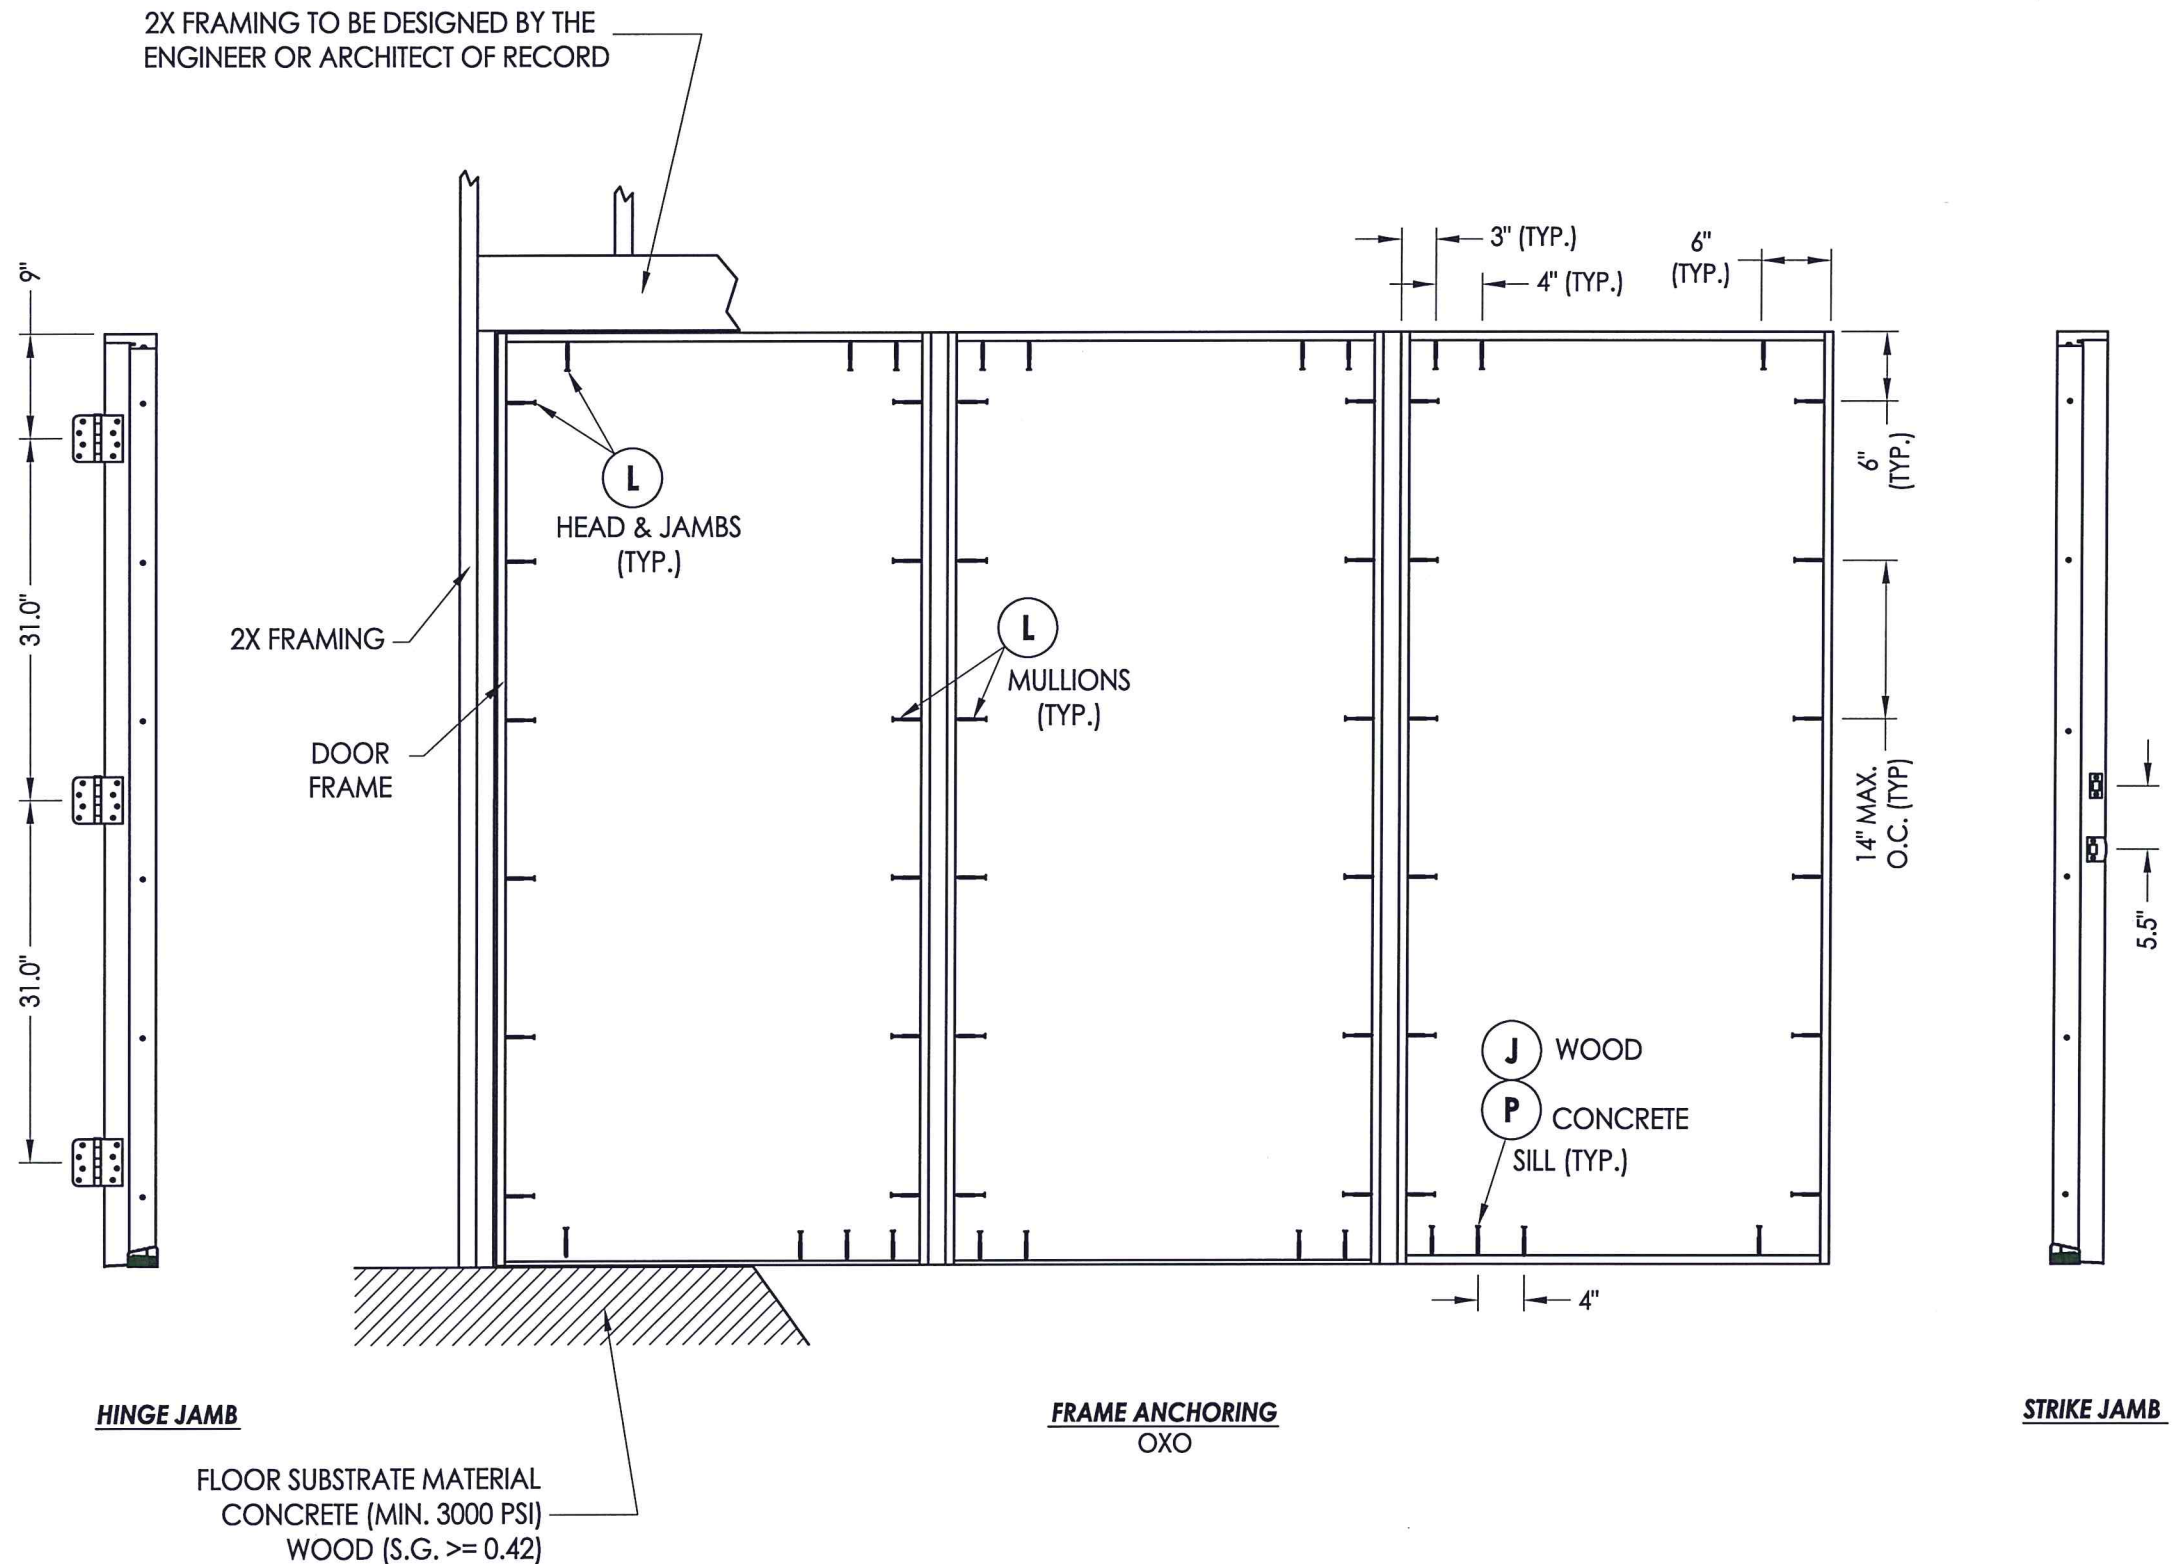 2X FRAMING TO BE DESIGNED BY THE
ENGINEER OR ARCHITECT OF RECORD
3" (TYP.)
6"
(TYP.)
4" (TYP.)
9"
6"
(TYP.)
L
HEAD & JAMBS
(TYP.)
31.0"
2X FRAMING
L
MULLIONS
(TYP.)
DOOR
FRAME
14" MAX.
O.C. (TYP)
5.5"
31.0"
J WOOD
P CONCRETE
SILL (TYP.)
4"
HINGE JAMB
FRAME ANCHORING
OXO
STRIKE JAMB
FLOOR SUBSTRATE MATERIAL
CONCRETE (MIN. 3000 PSI)
WOOD (S.G. >= 0.42)